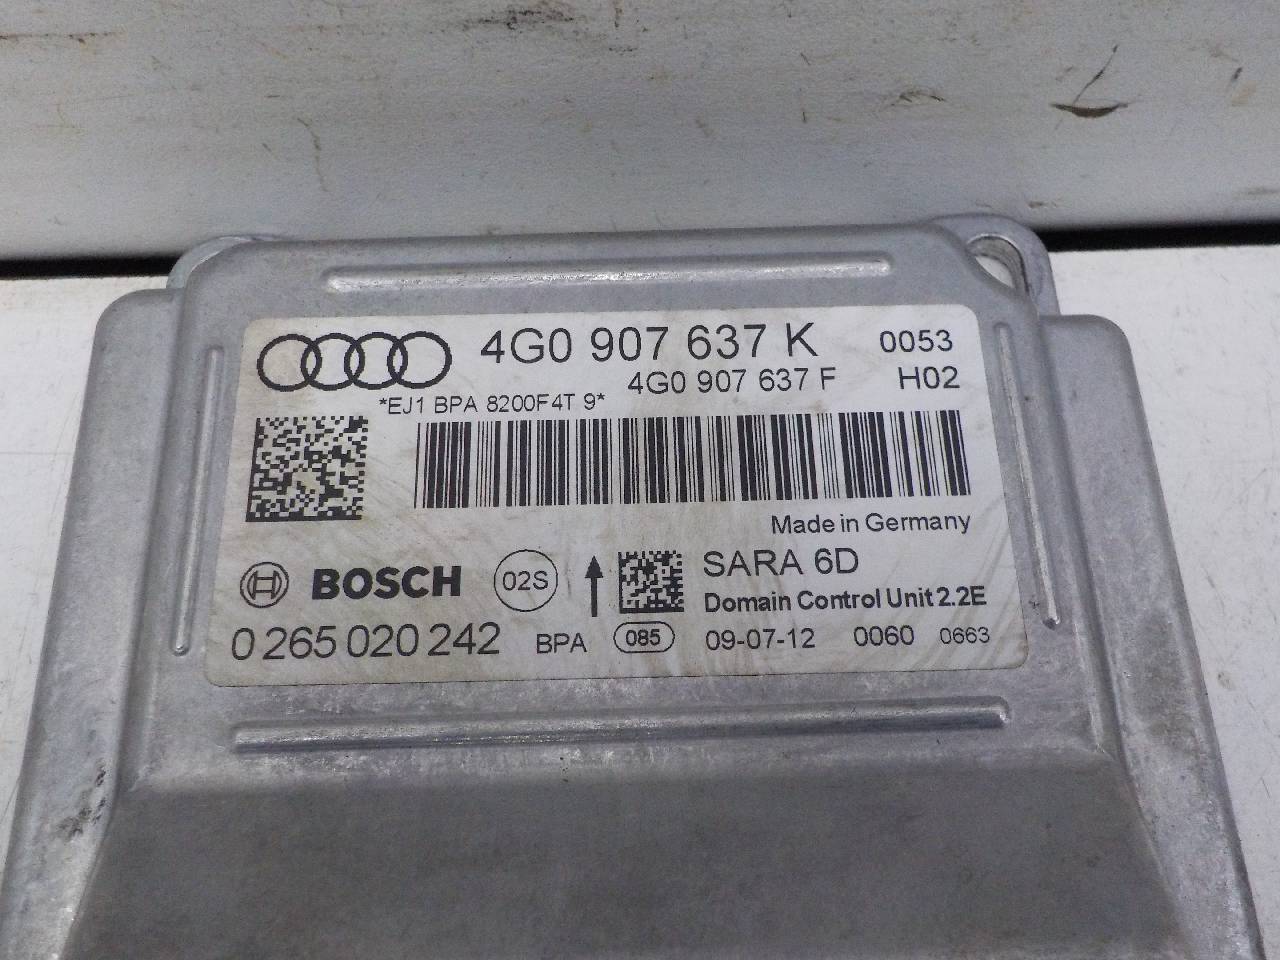 4G0 907 637 K 0053
4G0 907 637 F H02
*EJ1 BPA 8200F4T 9*
Made in Germany
BOSCH 02S SARA 6D
Domain Control Unit 2.2E
0 265 020 242 BPA 085 09-07-12 0060 0663